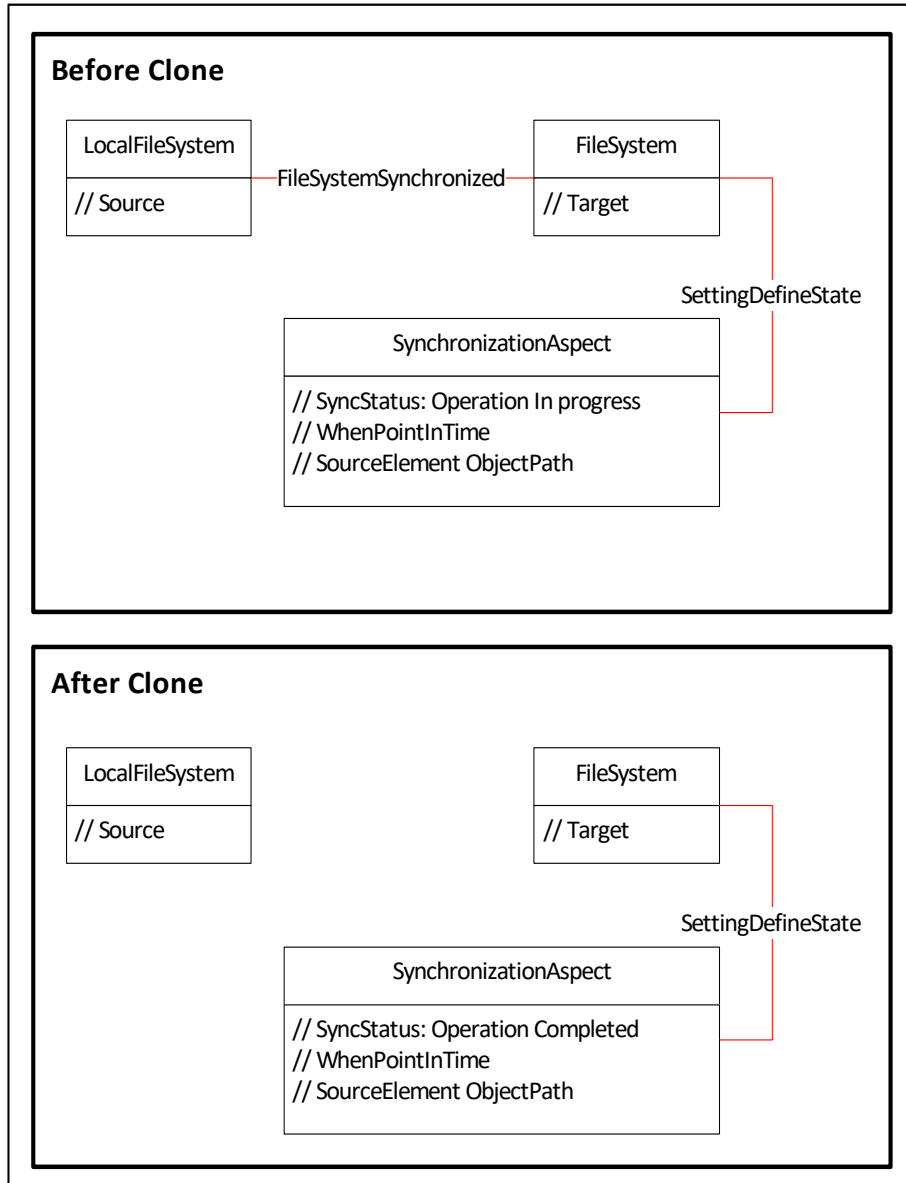 Before Clone
LocalFileSystem
// Source
FileSystemSynchronized
FileSystem
// Target
SettingDefineState
SynchronizationAspect
// SyncStatus: Operation In progress
// WhenPointInTime
// SourceElement ObjectPath
After Clone
LocalFileSystem
// Source
FileSystem
// Target
SettingDefineState
SynchronizationAspect
// SyncStatus: Operation Completed
// WhenPointInTime
// SourceElement ObjectPath